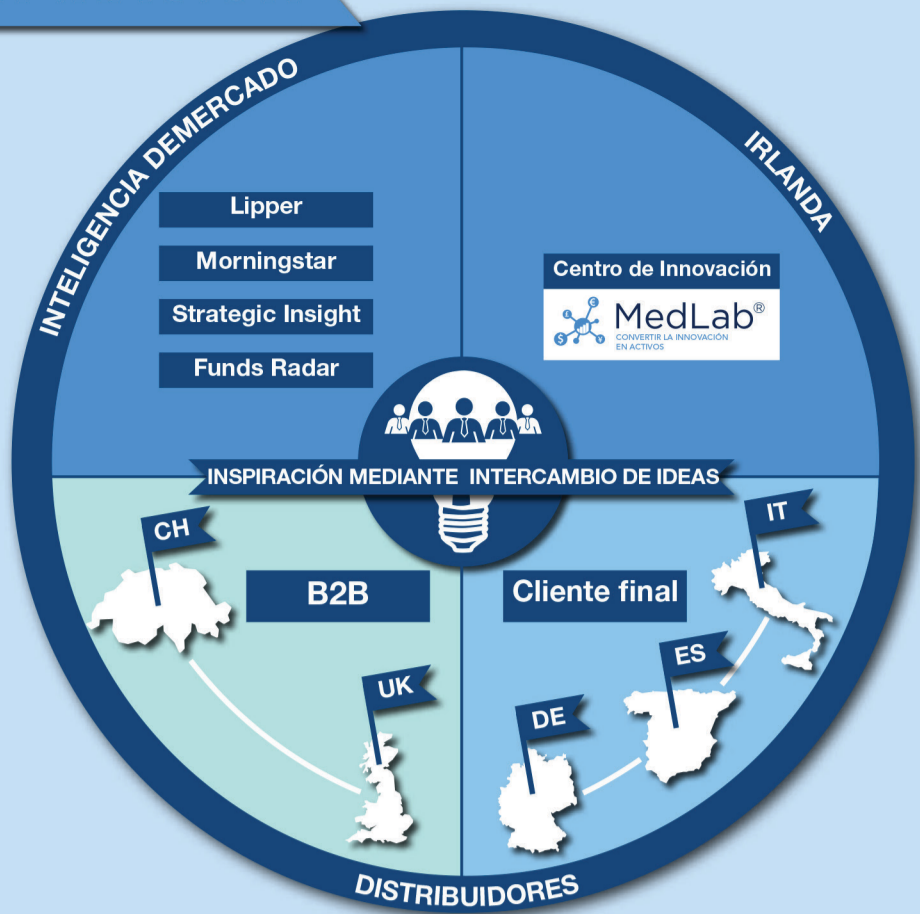 INTELIGENCIA DEMERCADO
IRLANDA
Lipper
Morningstar
Strategic Insight
Funds Radar
Centro de Innovación
MedLab®
CONVERTIR LA INNOVACIÓN
EN ACTIVOS
€
£
$
¥
INSPIRACIÓN MEDIANTE INTERCAMBIO DE IDEAS
CH
B2B
UK
Cliente final
IT
ES
DE
DISTRIBUIDORES